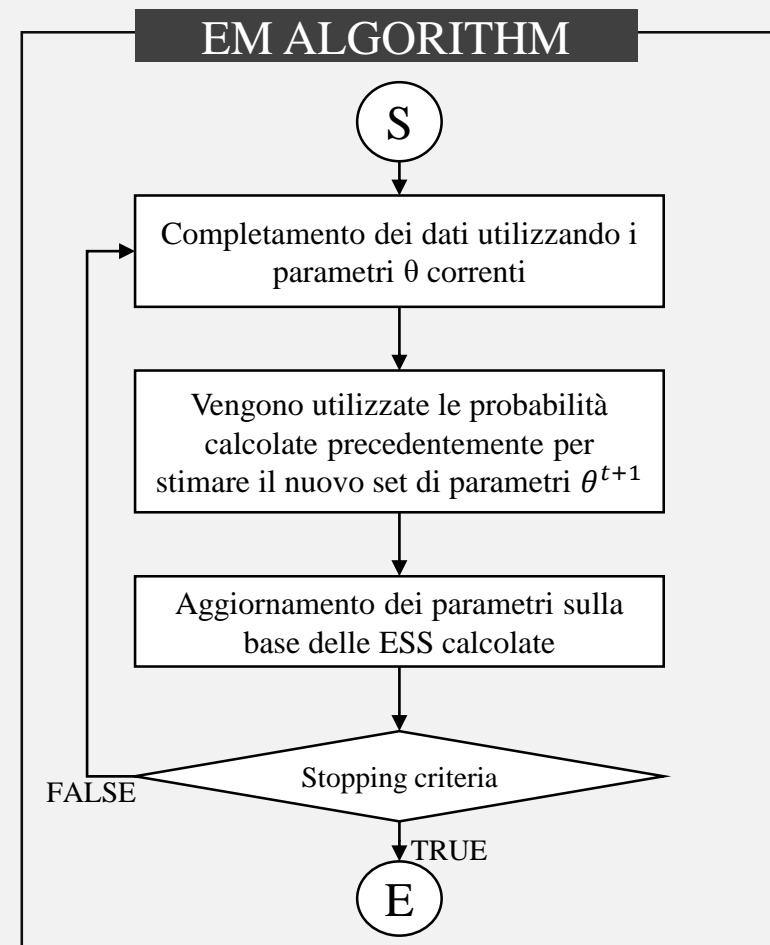 EM ALGORITHM
S
Completamento dei dati utilizzando i
parametri θ correnti
Vengono utilizzate le probabilità
calcolate precedentemente per
stimare il nuovo set di parametri θ^{t+1}
Aggiornamento dei parametri sulla
base delle ESS calcolate
Stopping criteria
FALSE
TRUE
E